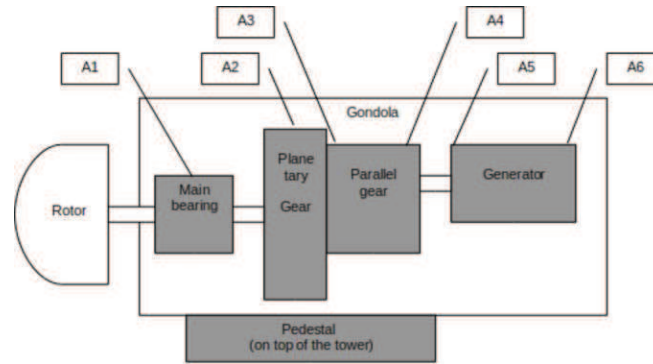 A3
A4
A1
A2
A5
A6
Gondola
Plane
tary
Gear
Parallel
gear
Generator
Main
bearing
Rotor
Pedestal
(on top of the tower)